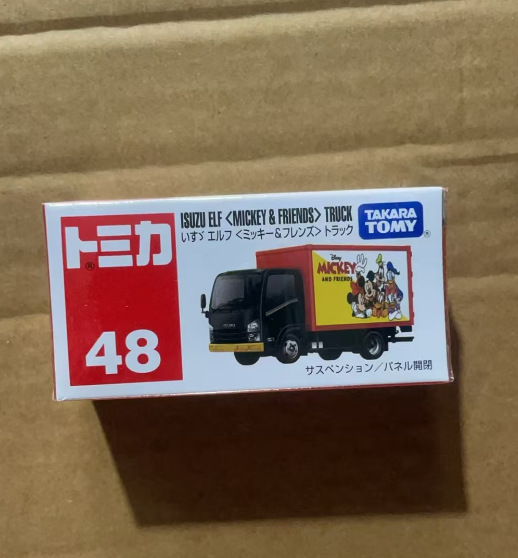 トミカ®
48
ISUZU ELF <MICKEY & FRIENDS> TRUCK
いすゞ エルフ <ミッキー&フレンズ> トラック
TAKARA
TOMY®
ISUZU
Disney
MICKEY
AND FRIENDS
サスペンション/パネル開閉